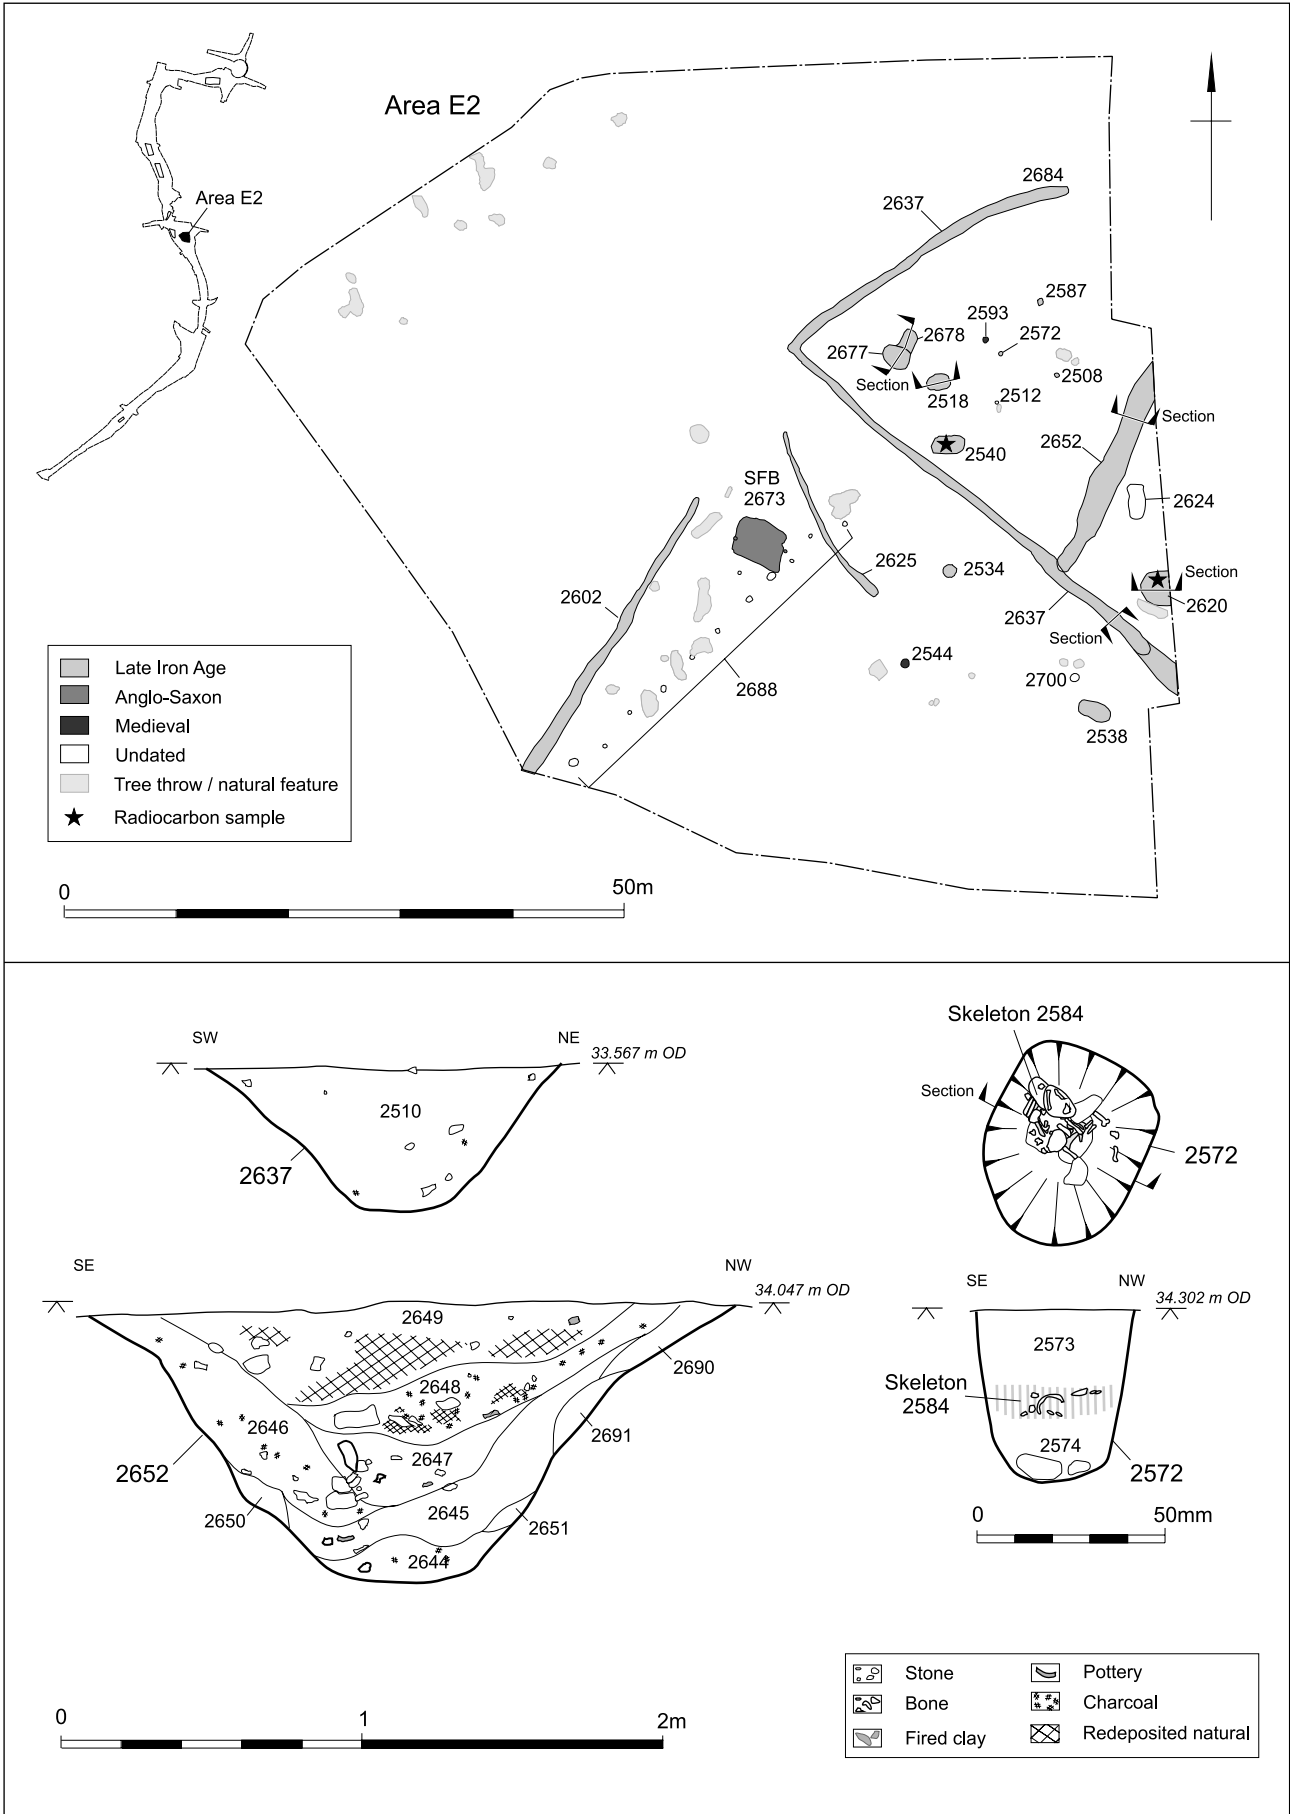 Area E2
Area E2
2684
2637
2587
2593
2678
2572
2677
2508
Section
2518
2512
Section
2652
2540
SFB
2673
2624
2625
2534
Section
2602
2620
2637
Section
2544
2688
2700
2538
Late Iron Age
Anglo-Saxon
Medieval
Undated
Tree throw / natural feature
Radiocarbon sample
0
50m
SW
NE
33.567 m OD
2510
2637
Skeleton 2584
Section
2572
SE
NW
34.047 m OD
2649
2690
2648
2646
2691
2647
2652
2645
2650
2651
2644
SE
NW
34.302 m OD
2573
Skeleton
2584
2574
2572
0
50mm
0
1
2m
Stone
Pottery
Bone
Charcoal
Fired clay
Redeposited natural